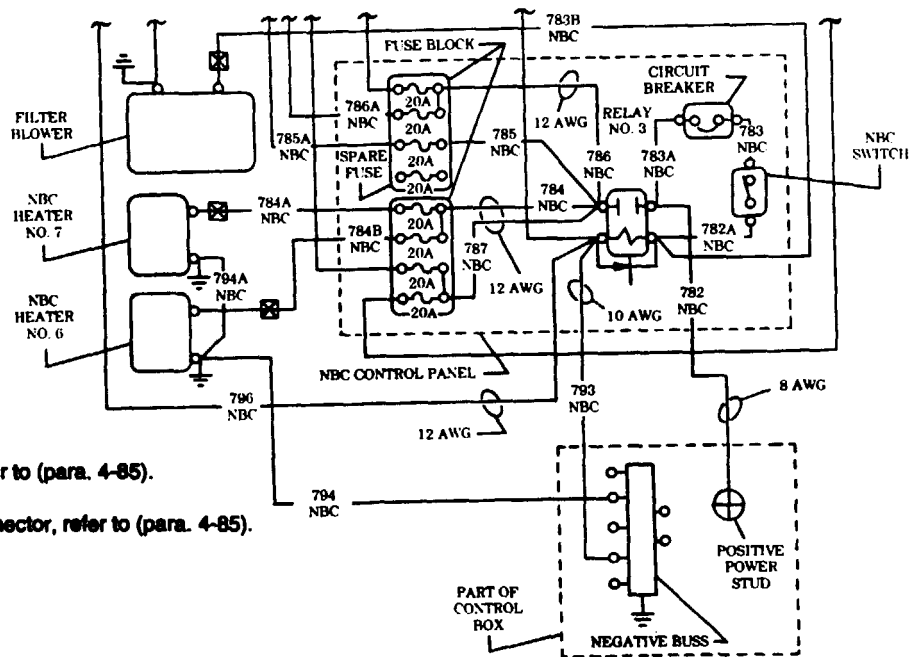 783B
NBC
FUSE BLOCK
CIRCUIT
BREAKER
FILTER
BLOWER
20A
786A
NBC
20A
785A
NBC
20A
SPARE
FUSE
20A
785
NBC
12 AWG
RELAY
NO. 3
786
NBC
783A
NBC
783
NBC
NBC
SWITCH
NBC
HEATER
NO. 7
784A
NBC
784B
NBC
20A
20A
20A
20A
784
NBC
787
NBC
12 AWG
782A
NBC
794A
NBC
NBC
HEATER
NO. 6
10 AWG
782
NBC
NBC CONTROL PANEL
796
NBC
12 AWG
793
NBC
8 AWG
r to (para. 4-85).
794
NBC
nector, refer to (para. 4-85).
POSITIVE
POWER
STUD
PART OF
CONTROL
BOX
NEGATIVE BUSS